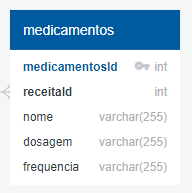 medicamentos
medicamentosId int
receitaId int
nome varchar(255)
dosagem varchar(255)
frequencia varchar(255)